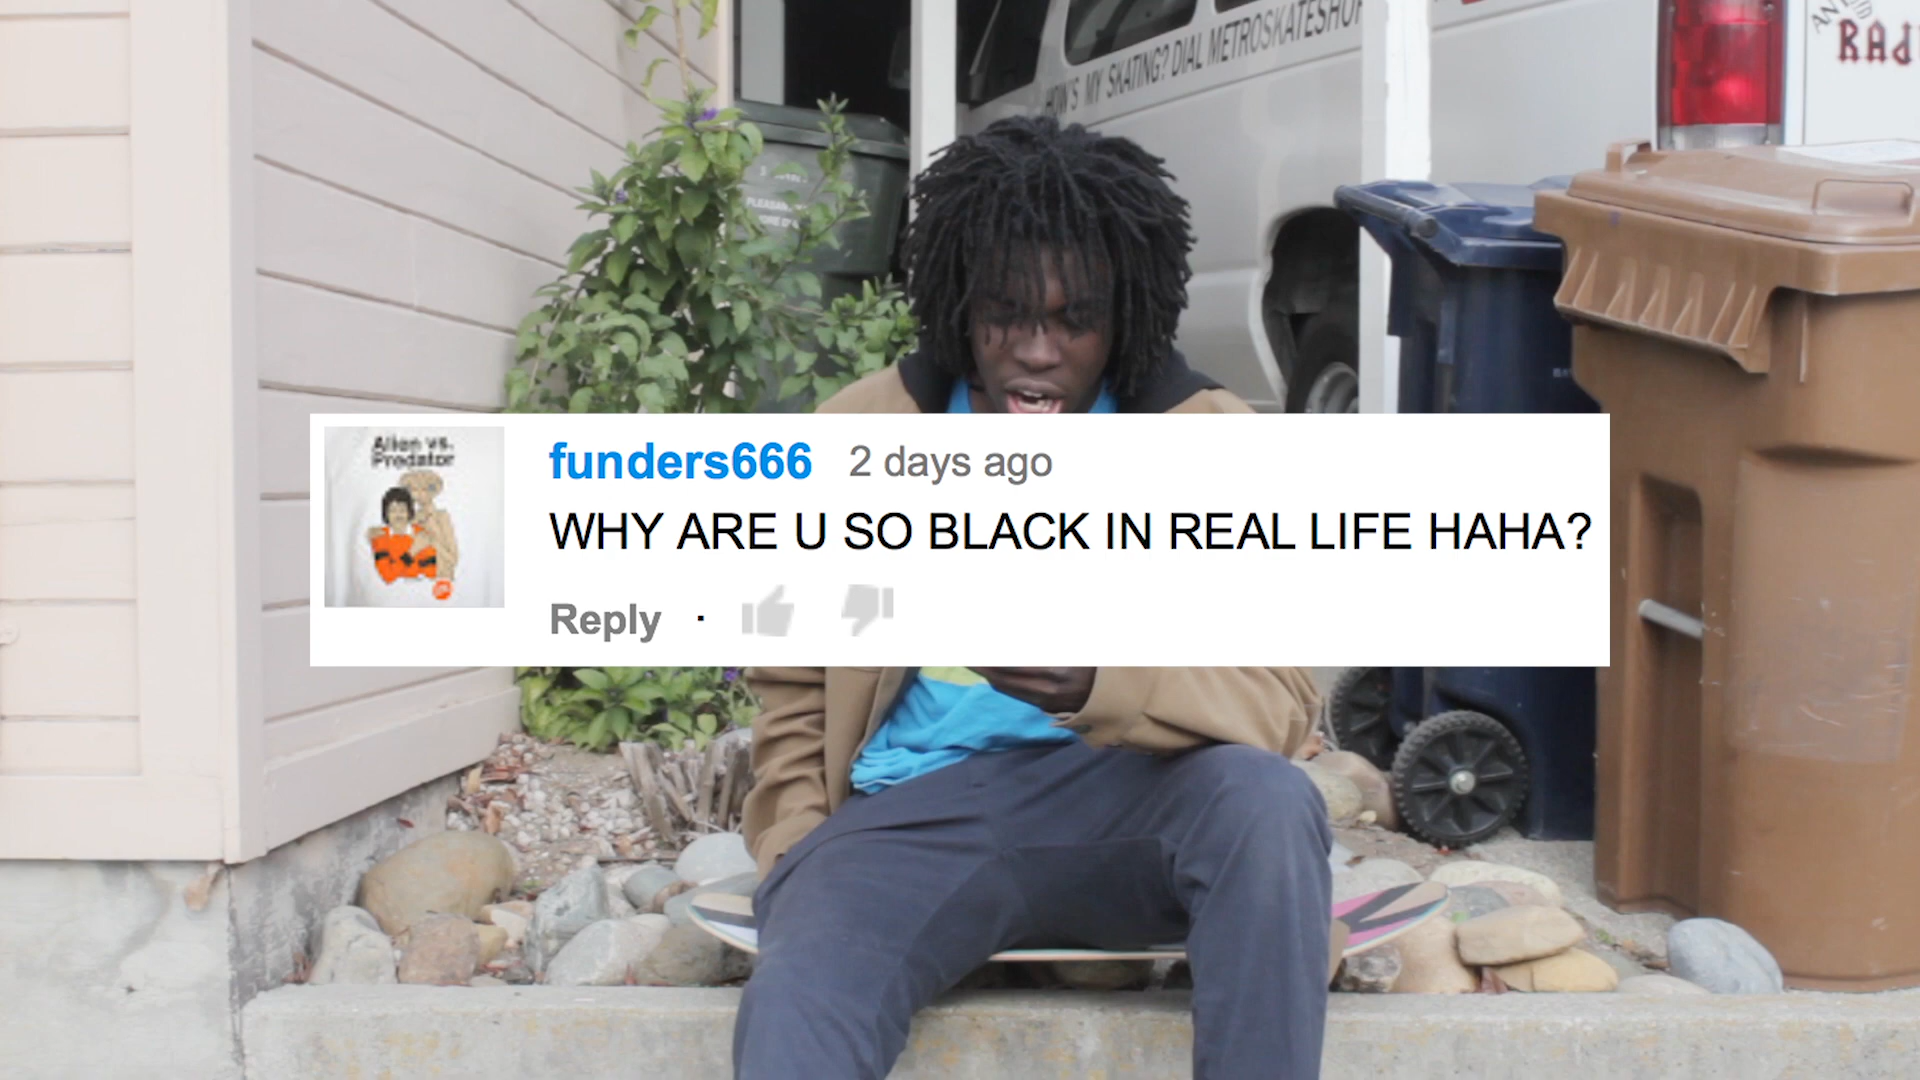 HOW'S MY SKATING? DIAL METROSKATESHOP
RAD
Alien vs.
Predator
funders666 2 days ago
WHY ARE U SO BLACK IN REAL LIFE HAHA?
Reply ·